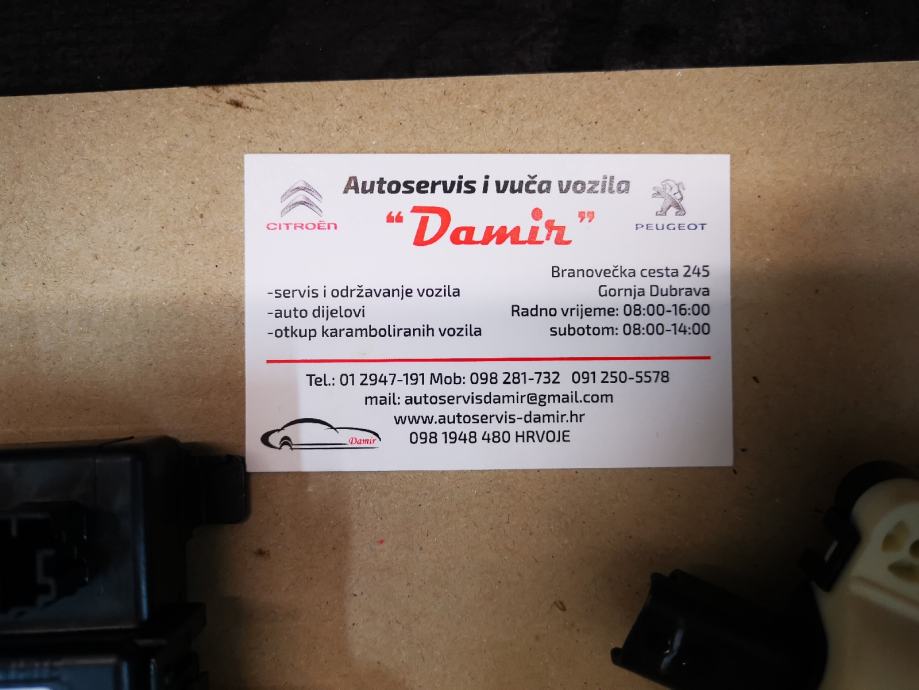 Autoservis i vuča vozila
"Damir"
CITROËN
PEUGEOT
Branovečka cesta 245
Gornja Dubrava
Radno vrijeme: 08:00-16:00
subotom: 08:00-14:00
-servis i održavanje vozila
-auto dijelovi
-otkup karamboliranih vozila
Tel.: 01 2947-191 Mob: 098 281-732 091 250-5578
mail: autoservisdamir@gmail.com
www.autoservis-damir.hr
098 1948 480 HRVOJE
Damir